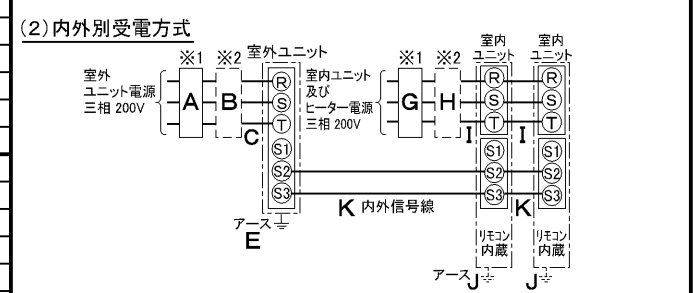 (2)内外別受電方式
※1 ※2 室外ユニット ※1 ※2 室内ユニット 室内ユニット
室外ユニット電源
三相 200V
A B C
R
S
T
S1
S2
S3
室内ユニット
及び
ヒーター電源
三相 200V
G H I I
R R
S S
T T
S1 S1
S2 S2
S3 S3
K 内外信号線 K
アース
E
リモコン内蔵 リモコン内蔵
アース J J